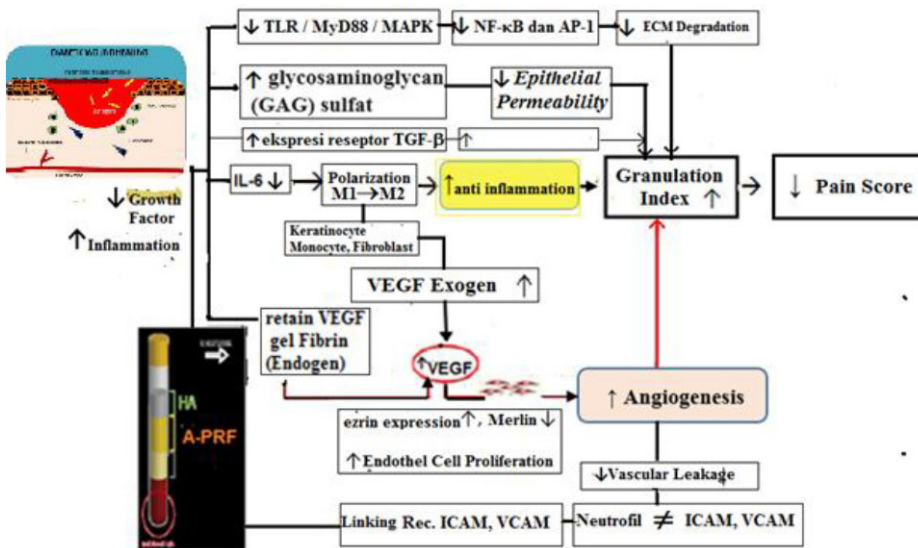 ↓ TLR / MyD88 / MAPK
↓ NF-κB dan AP-1
↓ ECM Degradation
↑ glycosaminoglycan
(GAG) sulfat
↓ Epithelial
Permeability
↑ ekspresi reseptor TGF-β ↑
IL-6 ↓
Polarization
M1→M2
↑ anti inflammation
Granulation
Index ↑
↓ Pain Score
↓ Growth
Factor
↑ Inflammation
Keratinocyte
Monocyte, Fibroblast
VEGF Exogen ↑
retain VEGF
gel Fibrin
(Endogen)
↑VEGF
↑ Angiogenesis
ezrin expression ↑, Merlin ↓
↑ Endothel Cell Proliferation
↓Vascular Leakage
HA
A-PRF
Linking Rec. ICAM, VCAM
Neutrofil ≠ ICAM, VCAM